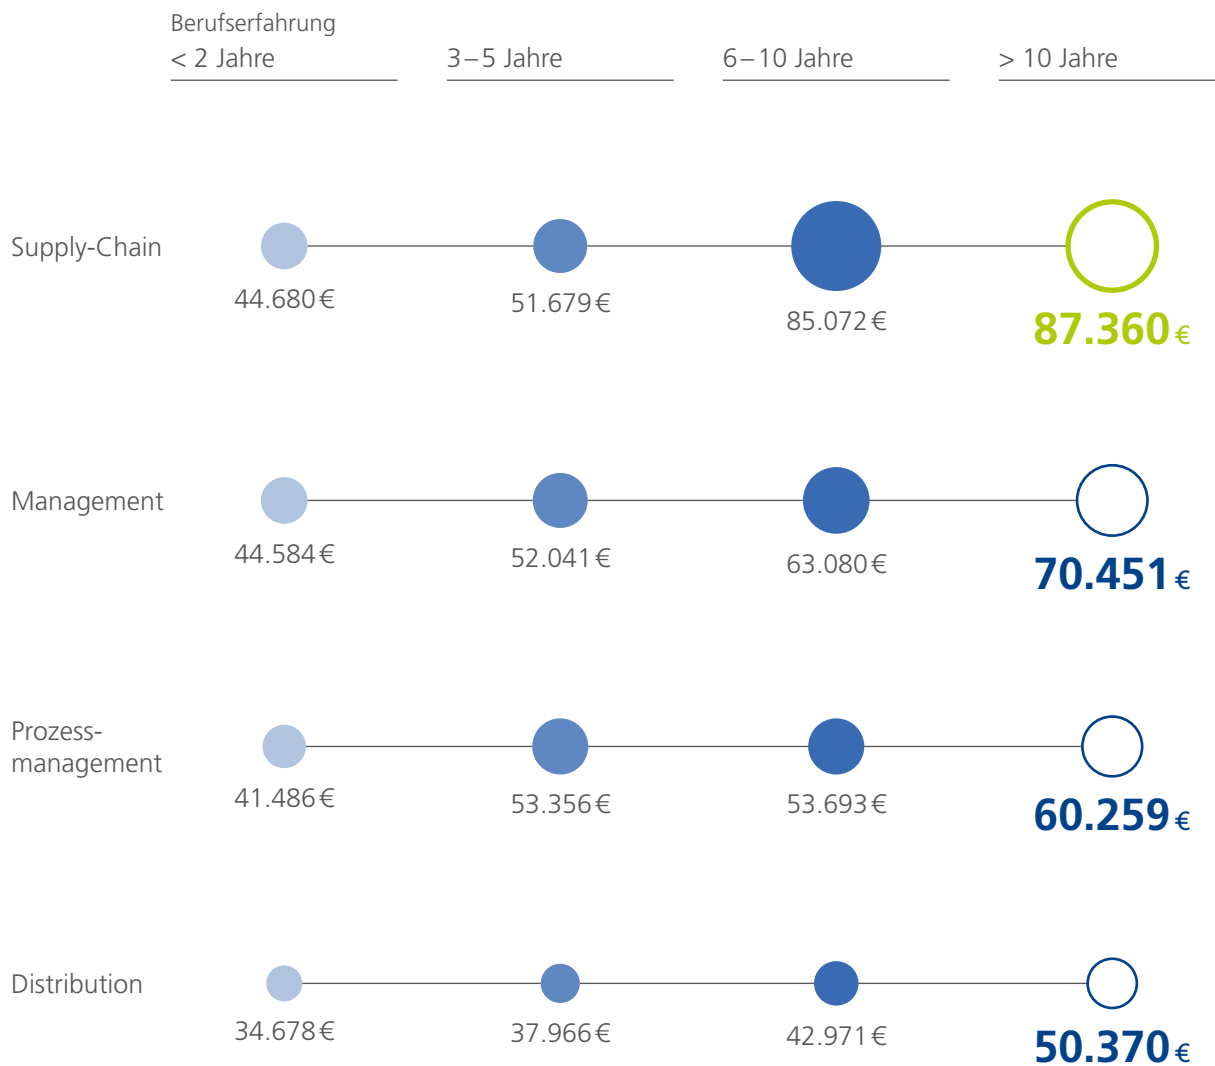 Berufserfahrung
< 2 Jahre
3–5 Jahre
6–10 Jahre
> 10 Jahre
Supply-Chain
44.680 €
51.679 €
85.072 €
87.360 €
Management
44.584 €
52.041 €
63.080 €
70.451 €
Prozess-
management
41.486 €
53.356 €
53.693 €
60.259 €
Distribution
34.678 €
37.966 €
42.971 €
50.370 €